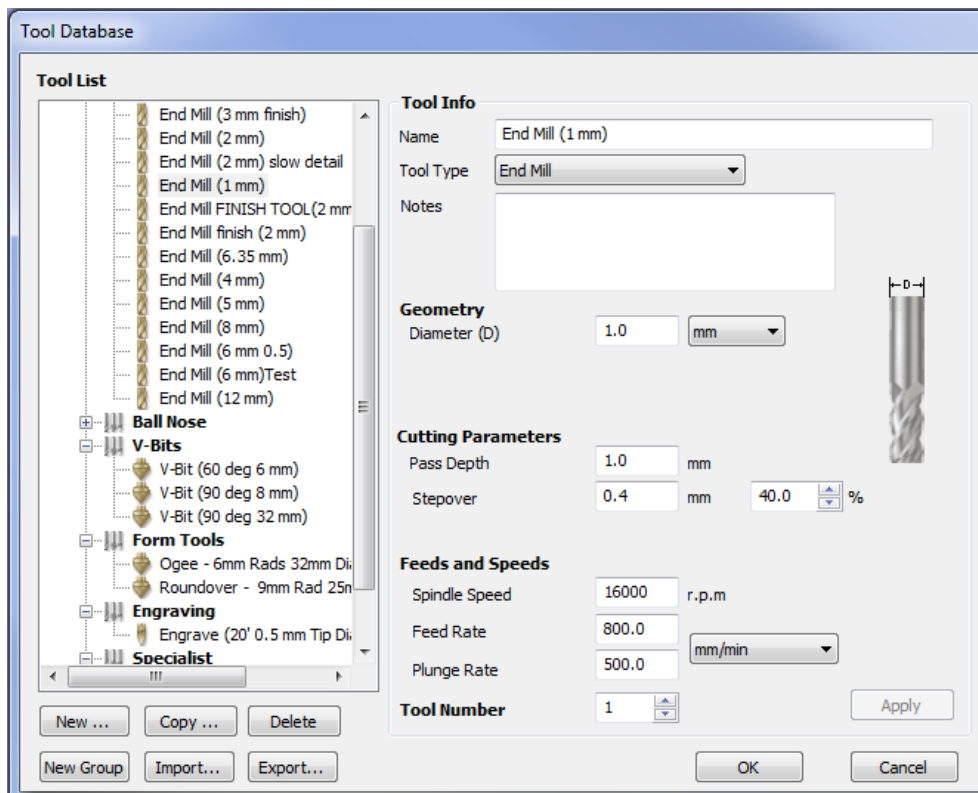 Tool Database
Tool List
End Mill (3 mm finish)
End Mill (2 mm)
End Mill (2 mm) slow detail
End Mill (1 mm)
End Mill FINISH TOOL(2 mm
End Mill finish (2 mm)
End Mill (6.35 mm)
End Mill (4 mm)
End Mill (5 mm)
End Mill (8 mm)
End Mill (6 mm 0.5)
End Mill (6 mm)Test
End Mill (12 mm)
Ball Nose
V-Bits
V-Bit (60 deg 6 mm)
V-Bit (90 deg 8 mm)
V-Bit (90 deg 32 mm)
Form Tools
Ogee - 6mm Rads 32mm Di
Roundover - 9mm Rad 25m
Engraving
Engrave (20' 0.5 mm Tip Di
Specialist
New ... Copy ... Delete
New Group Import... Export...
Tool Info
Name End Mill (1 mm)
Tool Type End Mill
Notes
D
Geometry
Diameter (D) 1.0 mm
Cutting Parameters
Pass Depth 1.0 mm
Stepover 0.4 mm 40.0 %
Feeds and Speeds
Spindle Speed 16000 r.p.m
Feed Rate 800.0 mm/min
Plunge Rate 500.0
Tool Number 1
Apply
OK Cancel